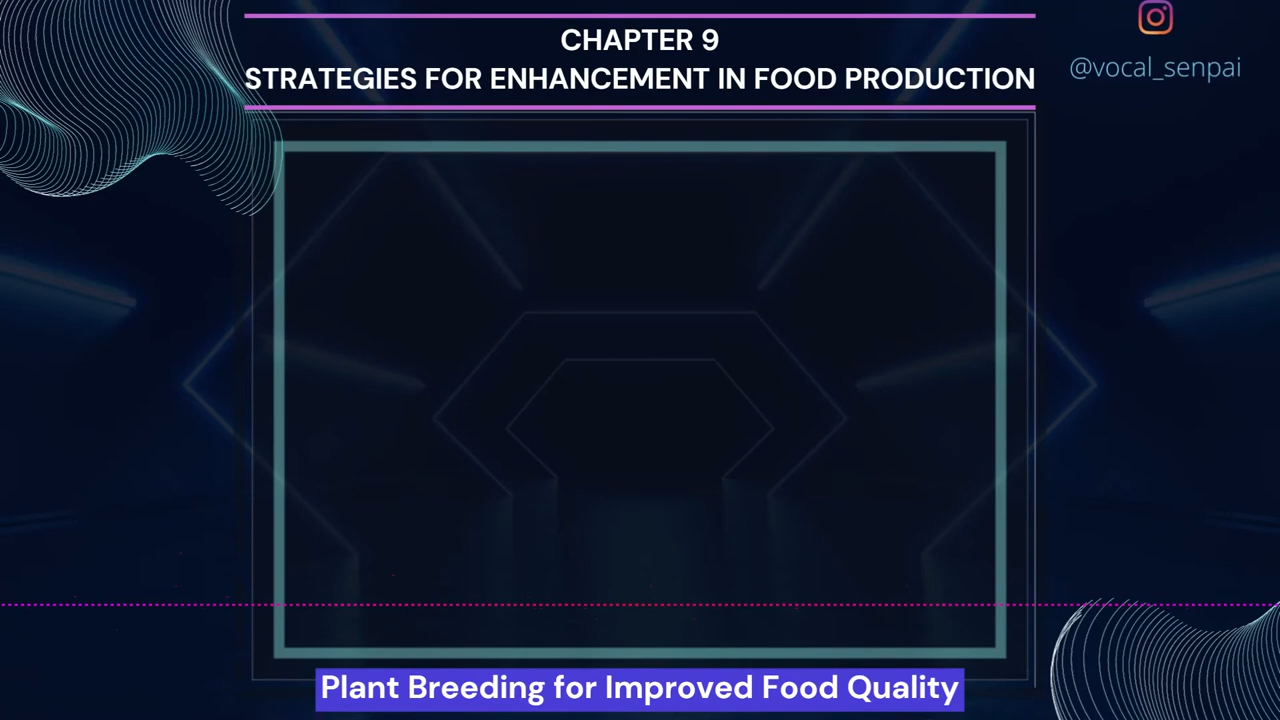 CHAPTER 9
STRATEGIES FOR ENHANCEMENT IN FOOD PRODUCTION
@vocal_senpai
Plant Breeding for Improved Food Quality